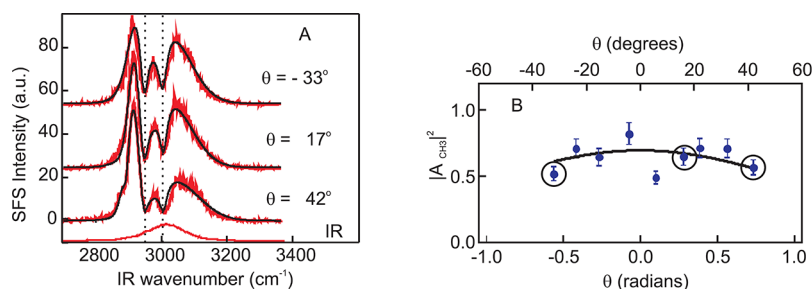 A
80
60
40
20
0
SFS Intensity (a.u.)
θ = - 33°
θ = 17°
θ = 42°
IR
2800 3000 3200 3400
IR wavenumber (cm-1)
θ (degrees)
-60 -40 -20 0 20 40 60
B
1.0
0.5
0.0
|A CH3|²
-1.0 -0.5 0.0 0.5 1.0
θ (radians)